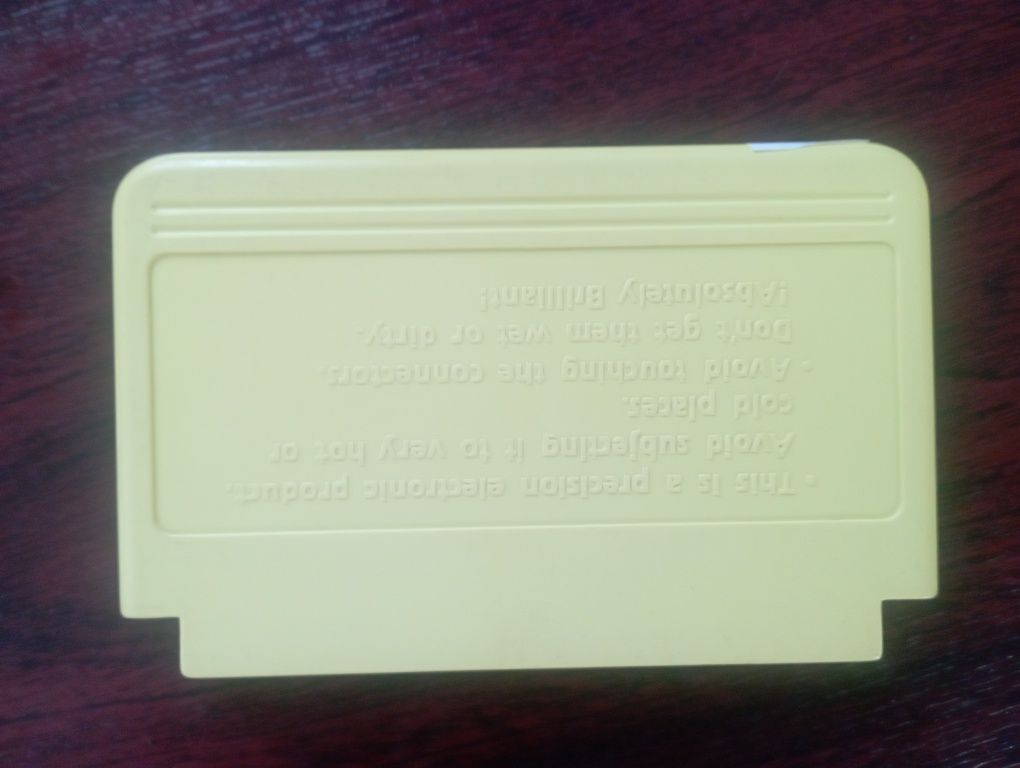 • This is a precision electronic product.
Avoid subjecting it to very hot or
cold places.
• Avoid touching the connectors.
Don't get them wet or dirty.
!Absolutely Brilliant!